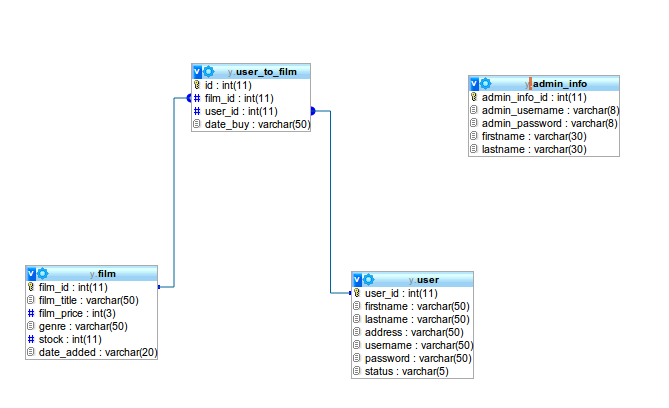 v y.user_to_film
id : int(11)
# film_id : int(11)
# user_id : int(11)
date_buy : varchar(50)
v y.admin_info
admin_info_id : int(11)
admin_username : varchar(8)
admin_password : varchar(8)
firstname : varchar(30)
lastname : varchar(30)
v y.film
film_id : int(11)
film_title : varchar(50)
# film_price : int(3)
genre : varchar(50)
# stock : int(11)
date_added : varchar(20)
v y.user
user_id : int(11)
firstname : varchar(50)
lastname : varchar(50)
address : varchar(50)
username : varchar(50)
password : varchar(50)
status : varchar(5)